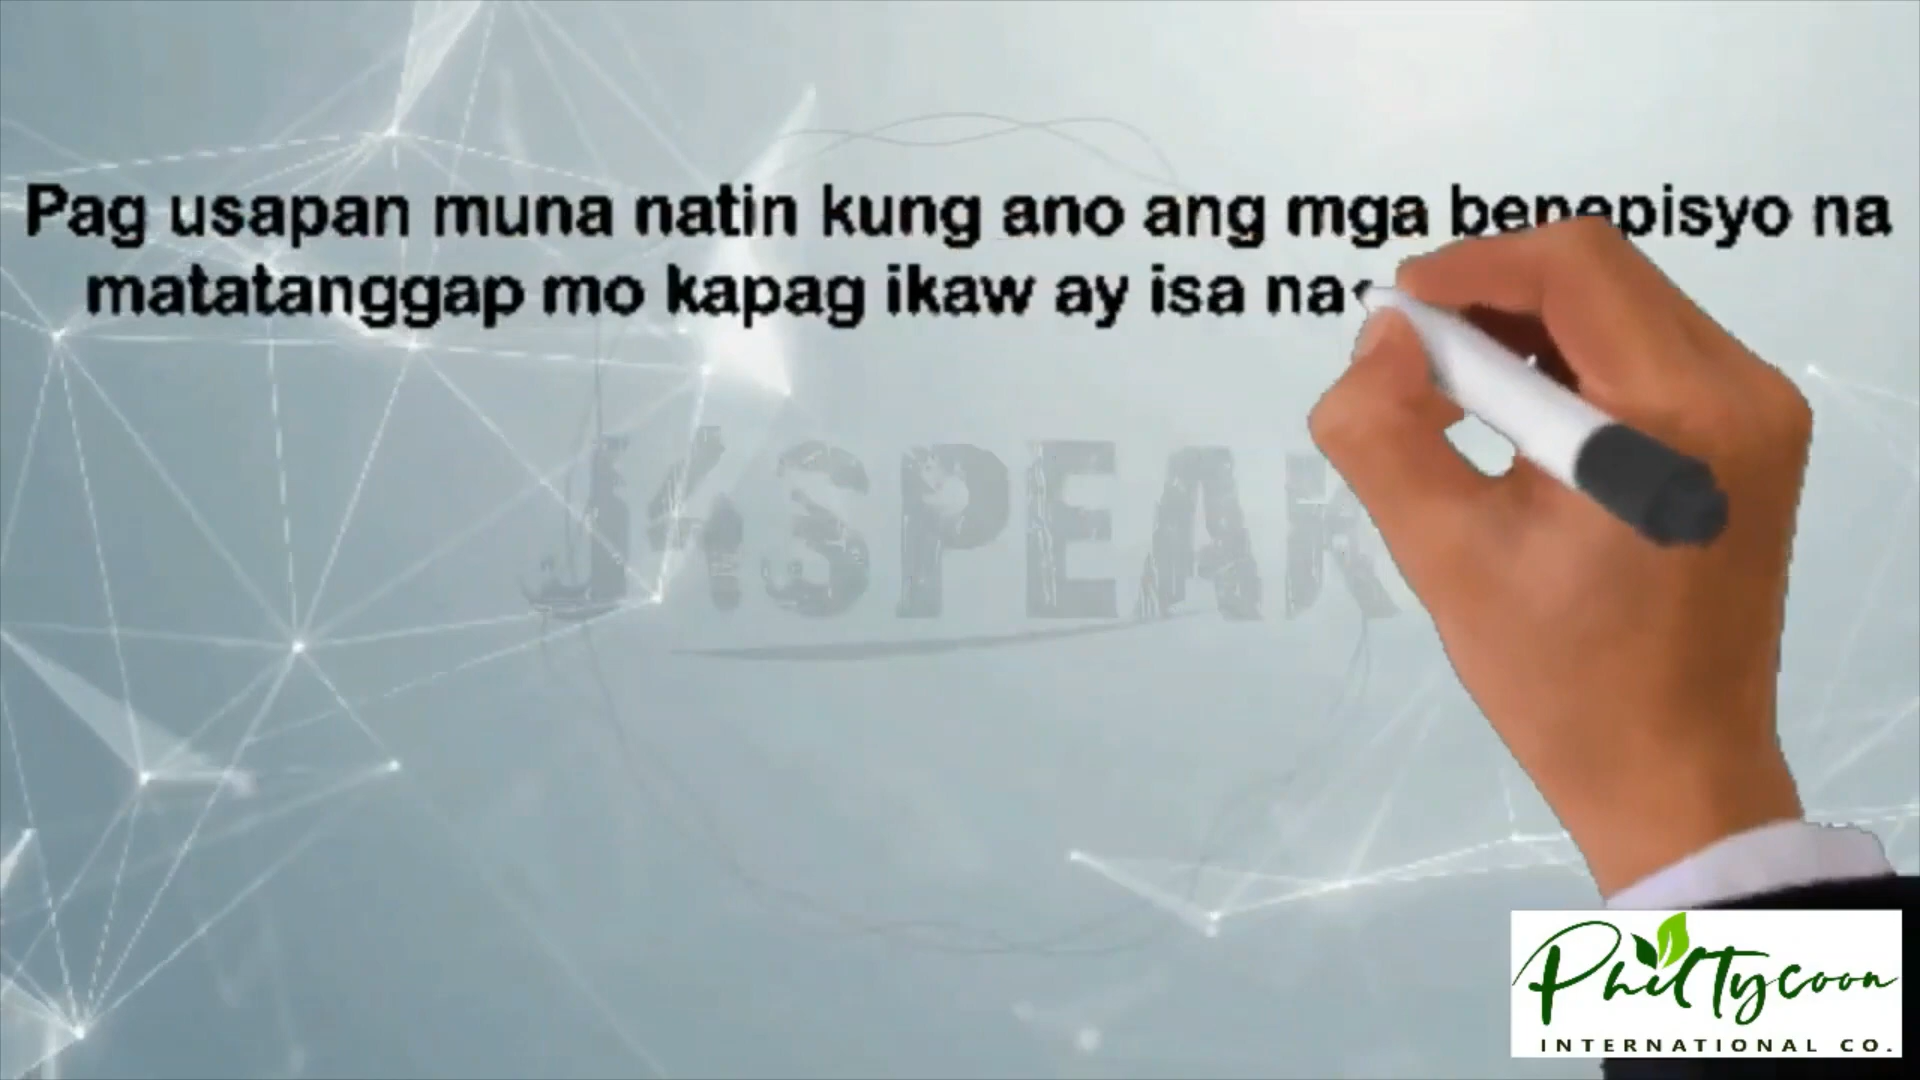 Pag usapan muna natin kung ano ang mga benepisyo na
matatanggap mo kapag ikaw ay isa na
J4SPEAK
PhilTycoon
INTERNATIONAL CO.